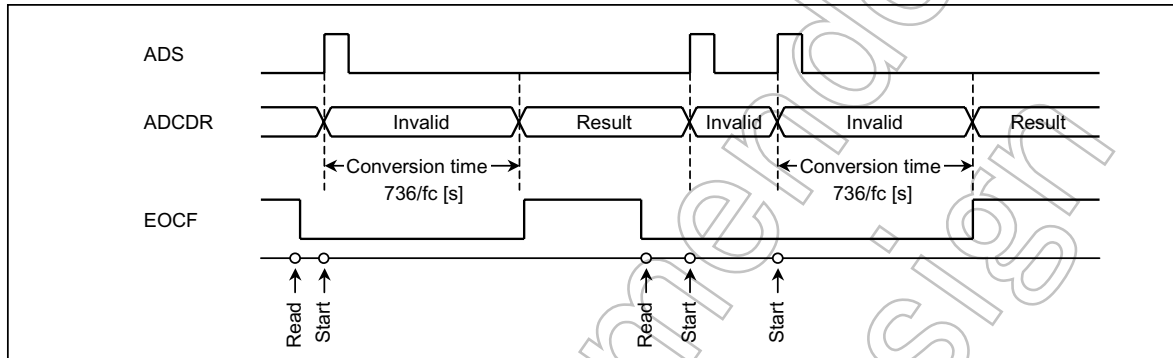 ADS
ADCDR
Invalid
Result
Invalid
Invalid
Result
Conversion time
736/fc [s]
Conversion time
736/fc [s]
EOCF
Read
Start
Read
Start
Start